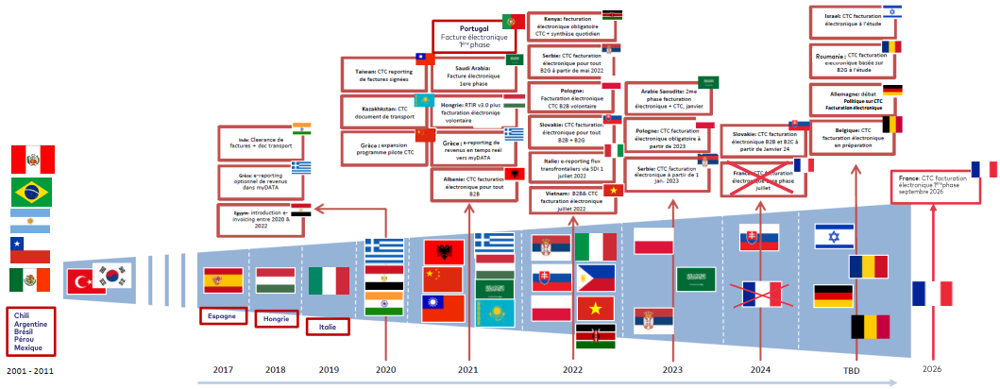 Portugal
Facture électronique
1ère phase
Kenya: facturation
électronique obligatoire
CTC + synthèse quotidien
Israel: CTC facturation
électronique à l'étude
Taiwan: CTC reporting
de factures signées
Saudi Arabia:
Facture électronique
1ere phase
Serbie: CTC facturation
électronique pour tout
B2G à partir de mai 2022
Roumanie: CTC facturation
électronique basée sur
B2G à l'étude
Kazakhstan: CTC
document de transport
Hongrie: RTIR v3.0 plus
facturation électronique
volontaire
Pologne:
Facturation électronique
CTC B2B volontaire
Arabie Saoudite: 2me
phase facturation
électronique + CTC, janvier
Allemagne: débat
Politique sur CTC
Facturation électronique
Inde: Clearance de
factures + doc transport
Grèce : expansion
programme pilote CTC
Grèce : e-reporting de
revenus en temps réel
vers myDATA
Slovakie: CTC facturation
électronique pour tout
B2B + B2G
Pologne: CTC facturation
électronique obligatoire à
partir de 2023
Slovakie: CTC facturation
électronique B2B et B2C à
partir de Janvier 24
Belgique: CTC
facturation électronique
en préparation
Grèce: e-reporting
optionnel de revenus
dans myDATA
Albanie: CTC facturation
électronique pour tout
B2B
Italie: e-reporting flux
transfrontaliers via SDI 1
juillet 2022
Serbie: CTC facturation
électronique à partir de 1
jan. 2023
France: CTC facturation
électronique 1ere phase
juillet
France: CTC facturation
électronique 1ère phase
septembre 2026
Egypte: introduction e-
invoicing entre 2020 &
2022
Vietnam: B2B& CTC
facturation électronique
juillet 2022
Chili
Argentine
Brésil
Pérou
Mexique
Espagne
Hongrie
Italie
2001 - 2011
2017
2018
2019
2020
2021
2022
2023
2024
TBD
2026